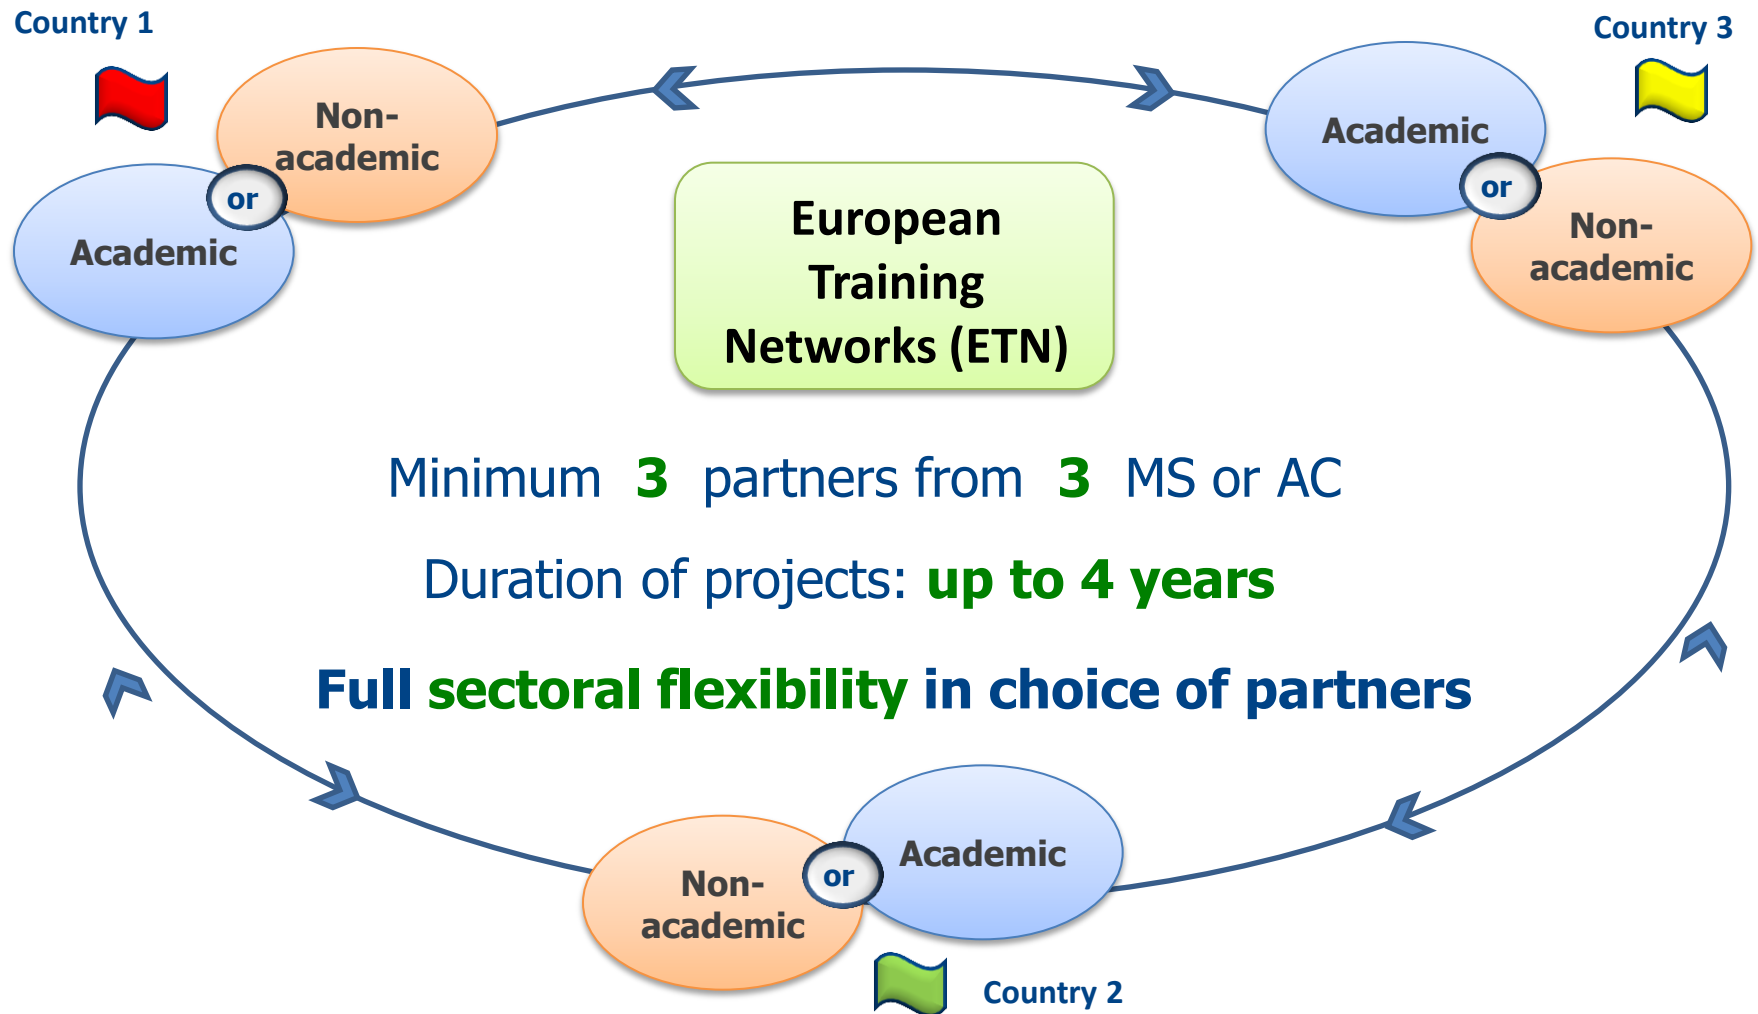 Country 1
Country 3
Non-
academic
or
Academic
Academic
or
Non-
academic
European
Training
Networks (ETN)
Minimum 3 partners from 3 MS or AC
Duration of projects: up to 4 years
Full sectoral flexibility in choice of partners
Non-
academic
or
Academic
Country 2